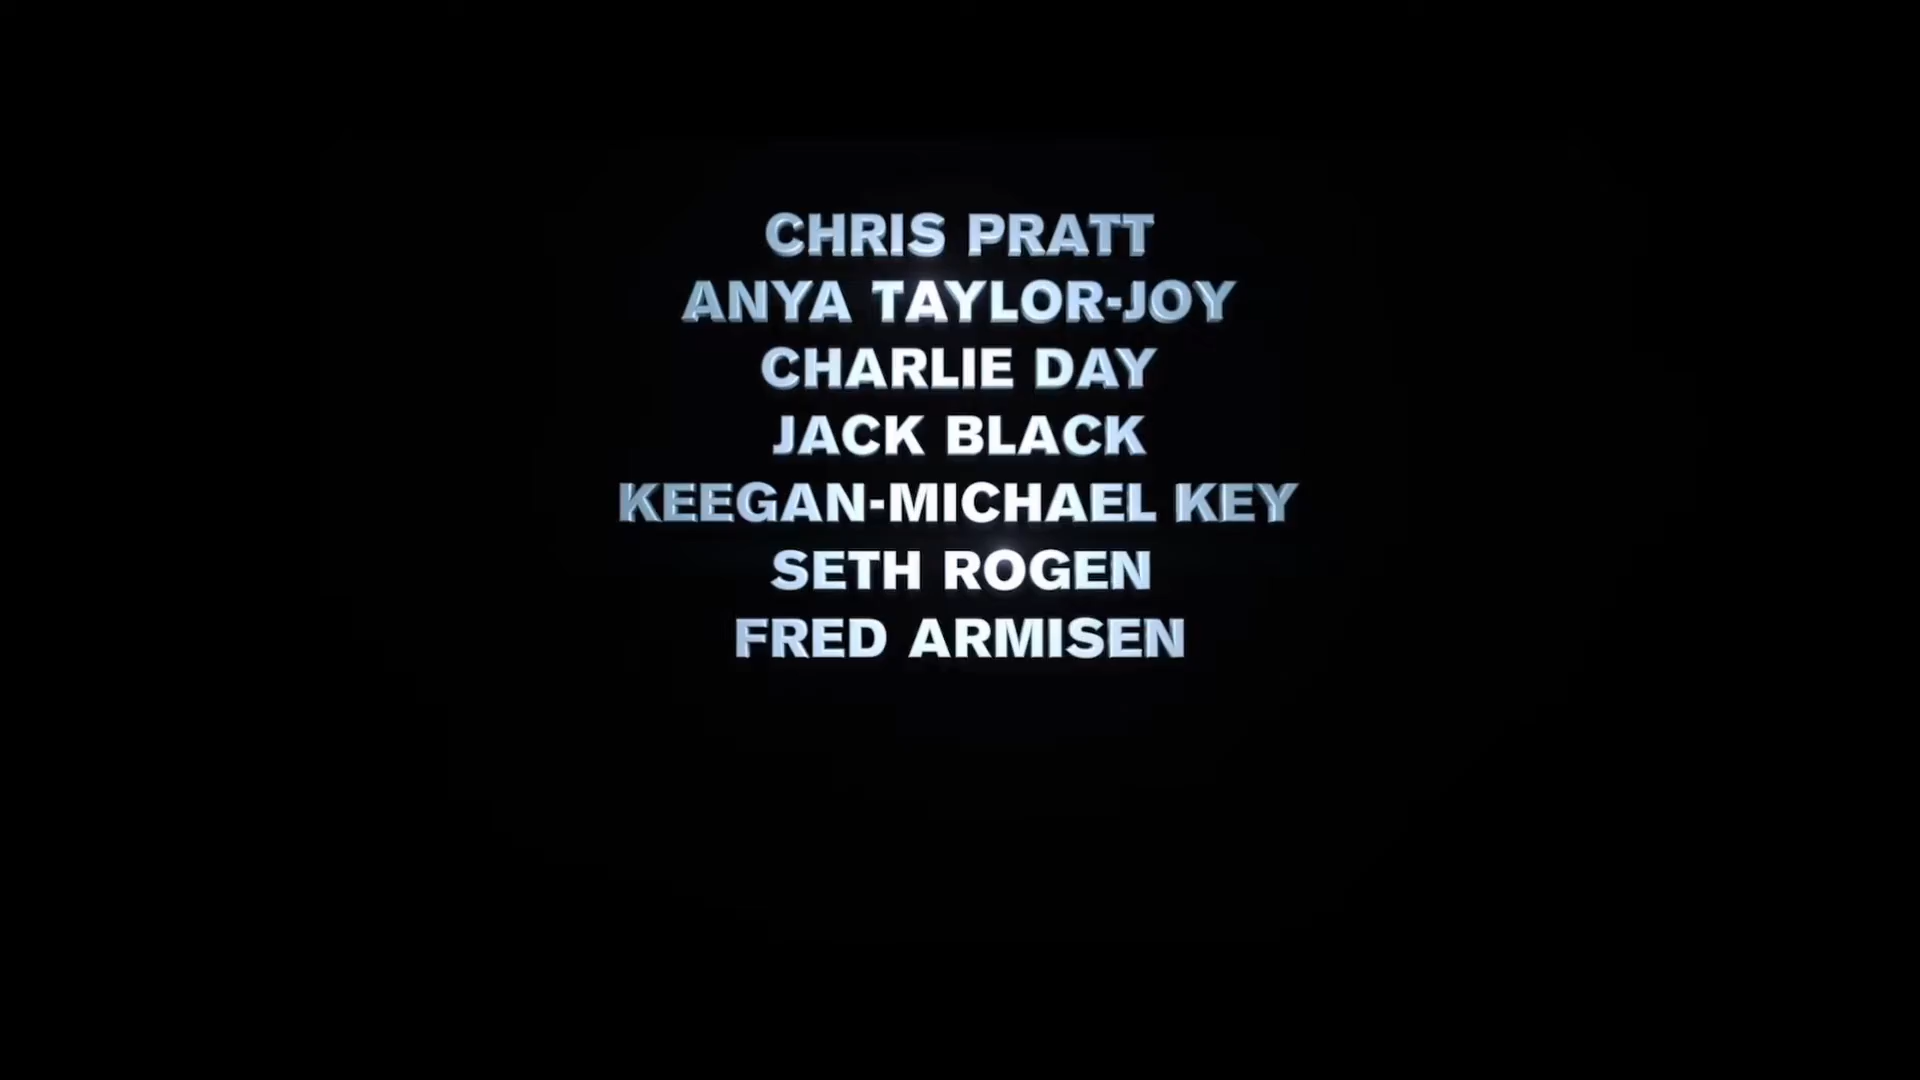 CHRIS PRATT
ANYA TAYLOR-JOY
CHARLIE DAY
JACK BLACK
KEEGAN-MICHAEL KEY
SETH ROGEN
FRED ARMISEN